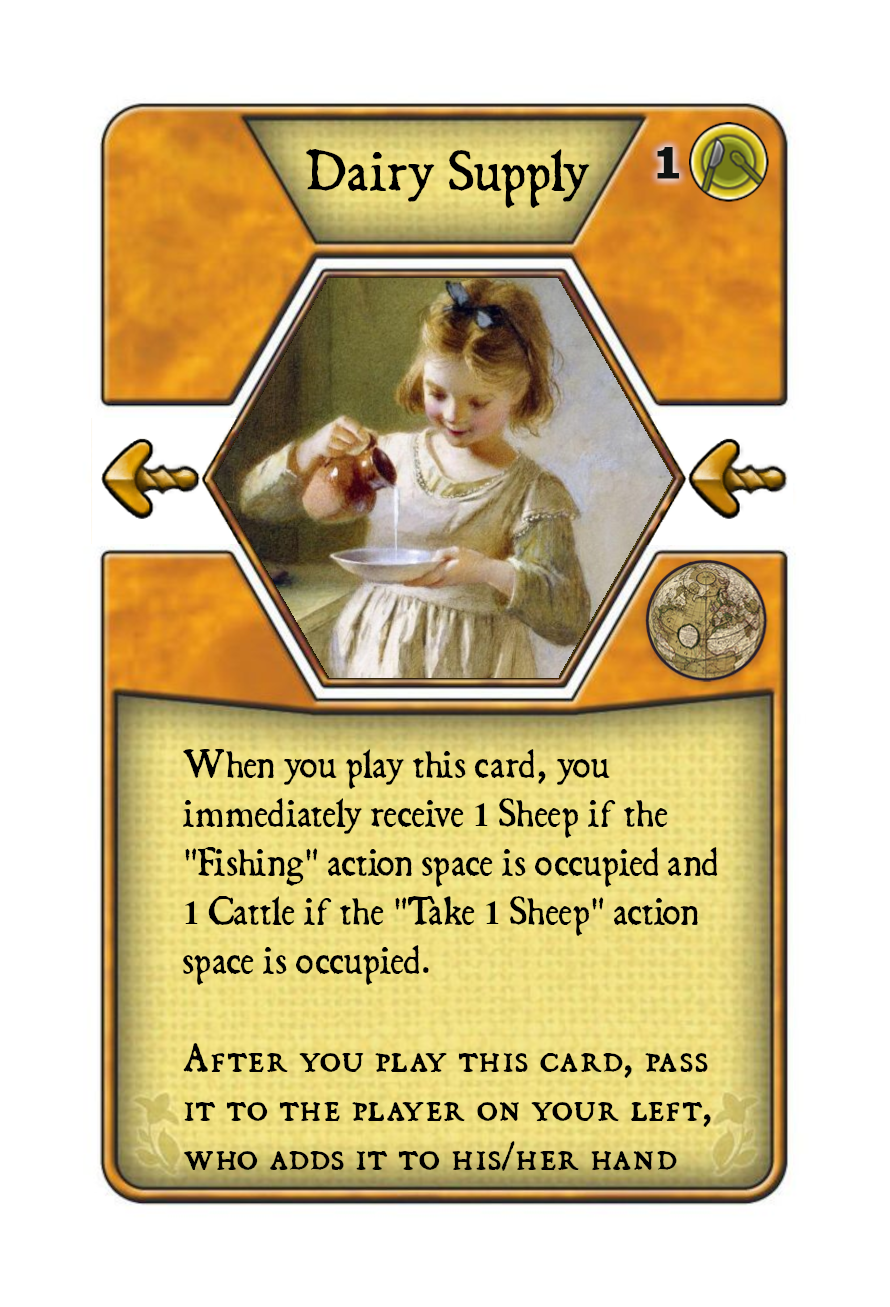 Dairy Supply
1
When you play this card, you
immediately receive 1 Sheep if the
"Fishing" action space is occupied and
1 Cattle if the "Take 1 Sheep" action
space is occupied.
After you play this card, pass
it to the player on your left,
who adds it to his/her hand